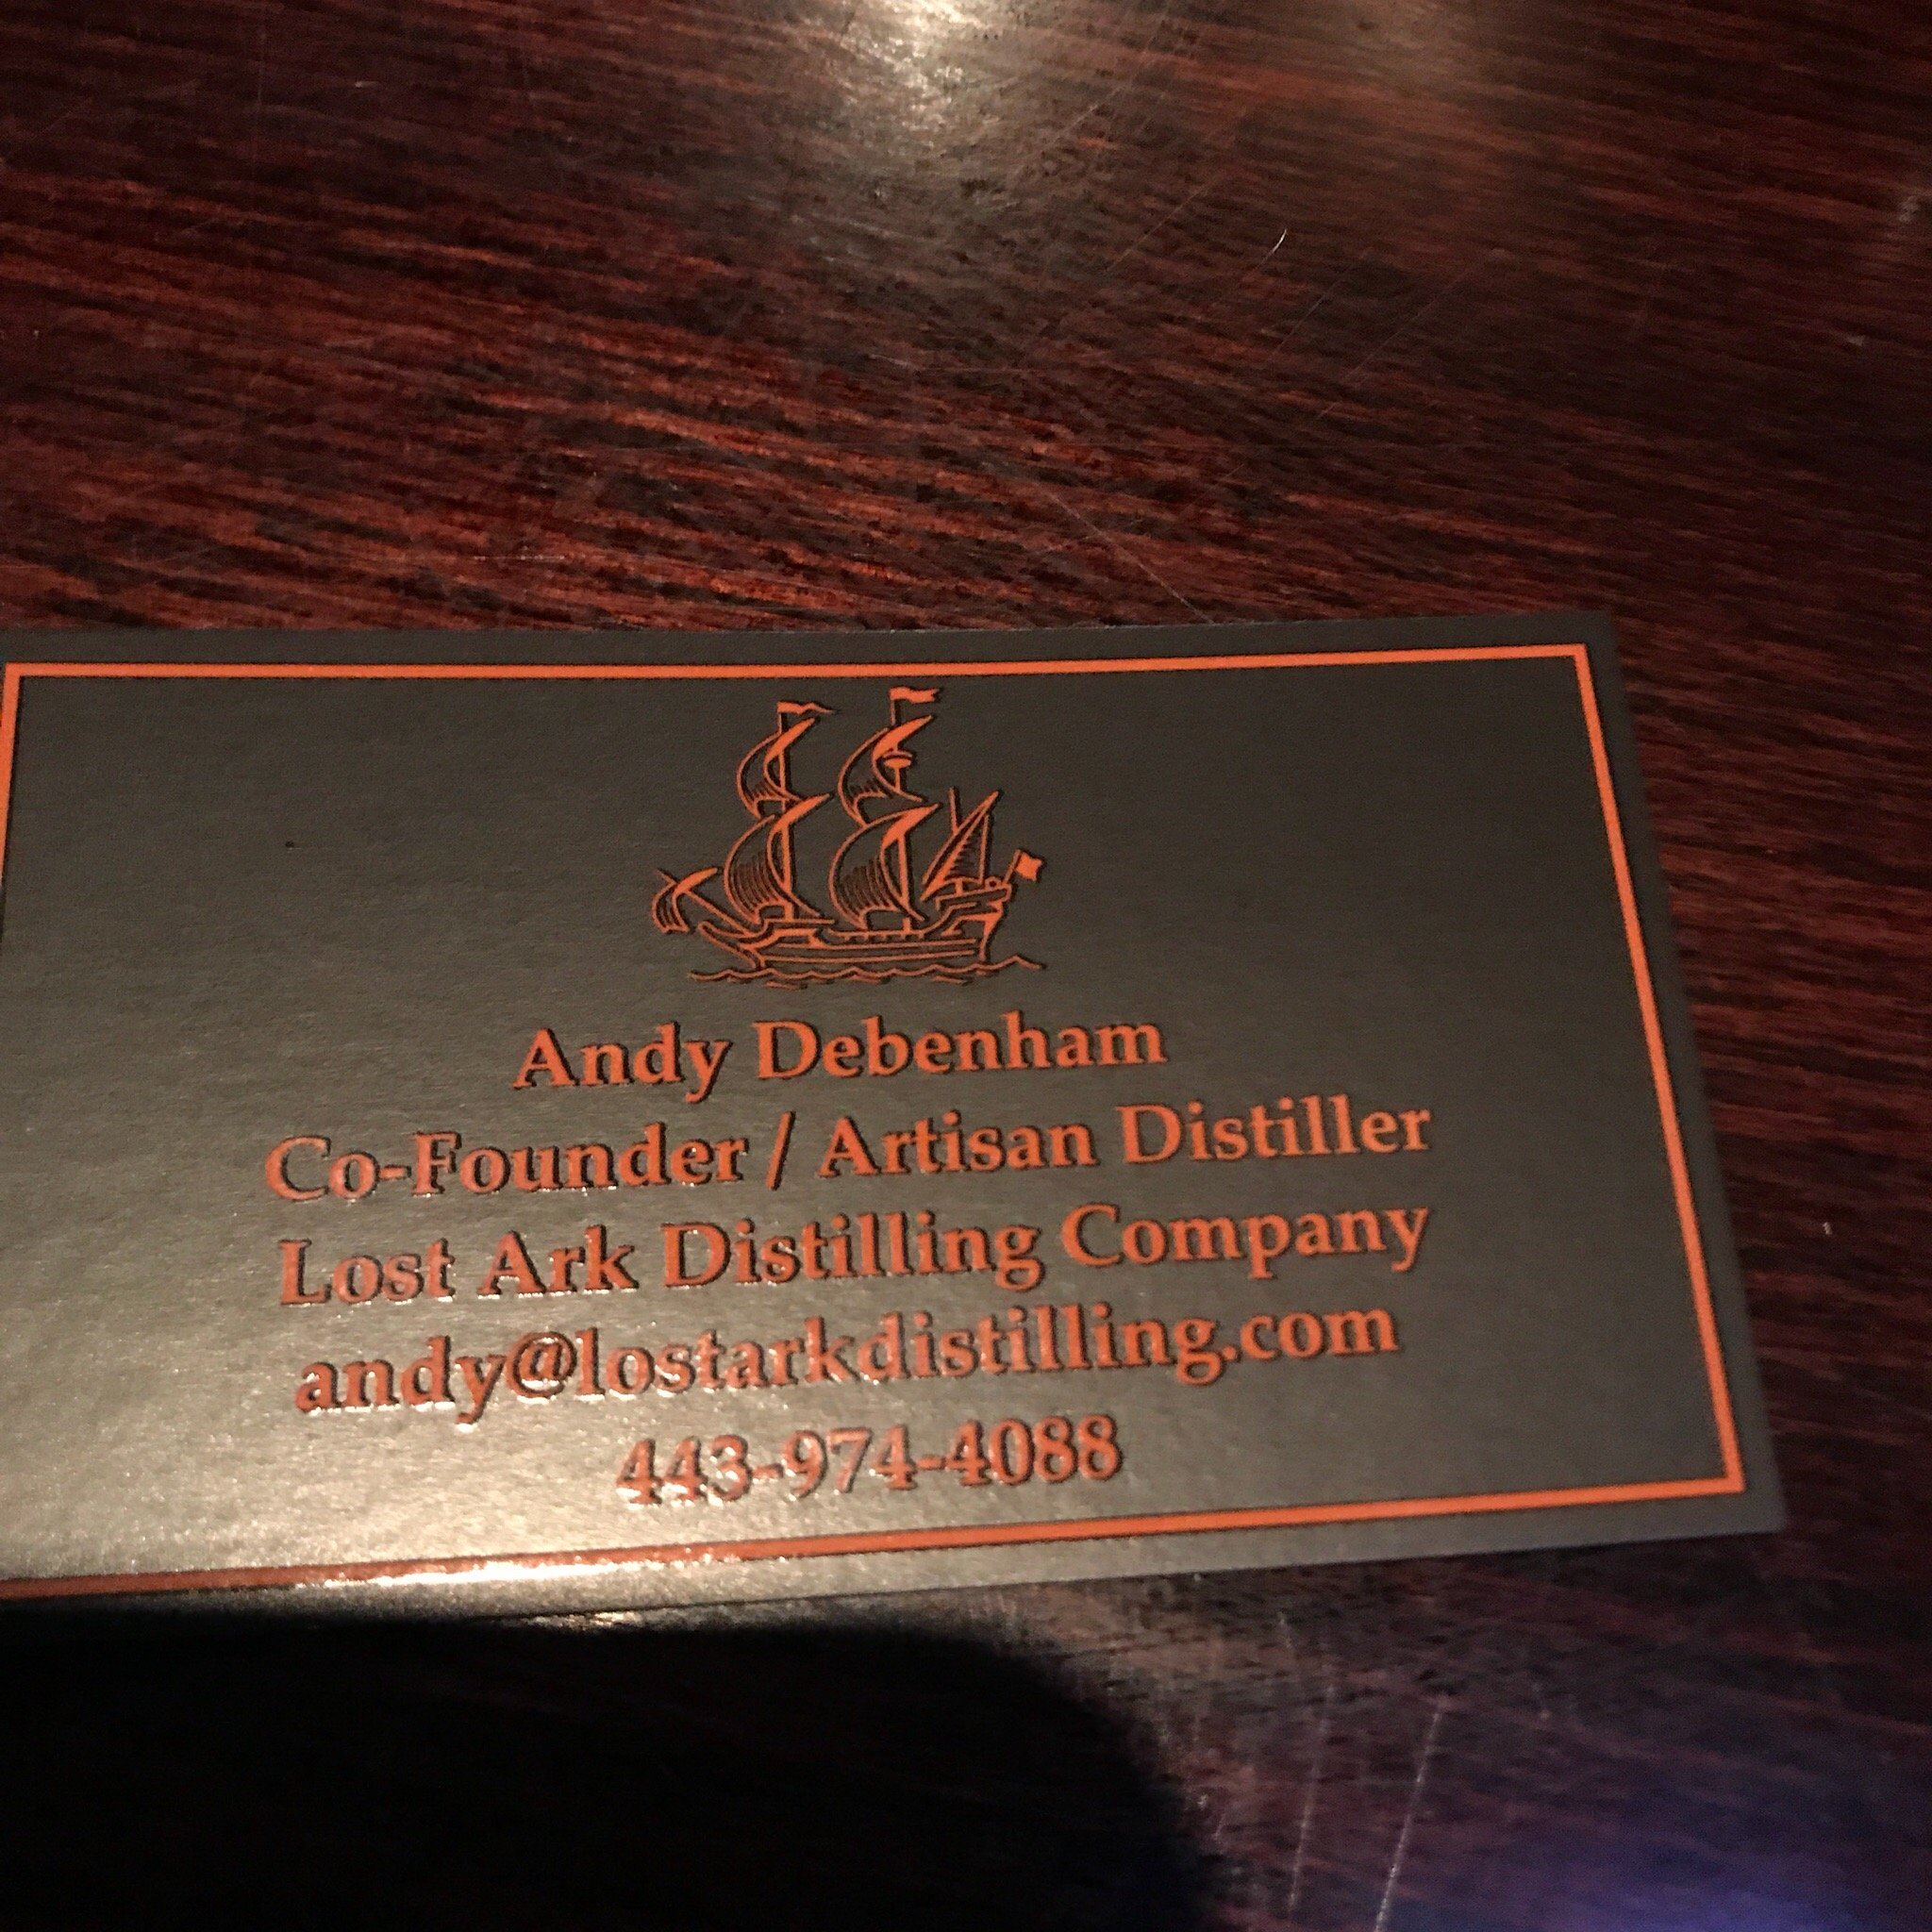 Andy Debenham
Co-Founder / Artisan Distiller
Lost Ark Distilling Company
andy@lostarkdistilling.com
443-974-4088